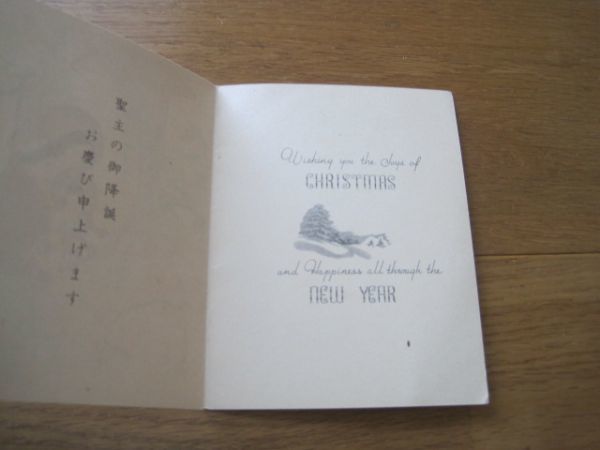 聖主の御降誕
お慶び申上げます
Wishing you the Joys of
CHRISTMAS
and Happiness all through the
NEW YEAR